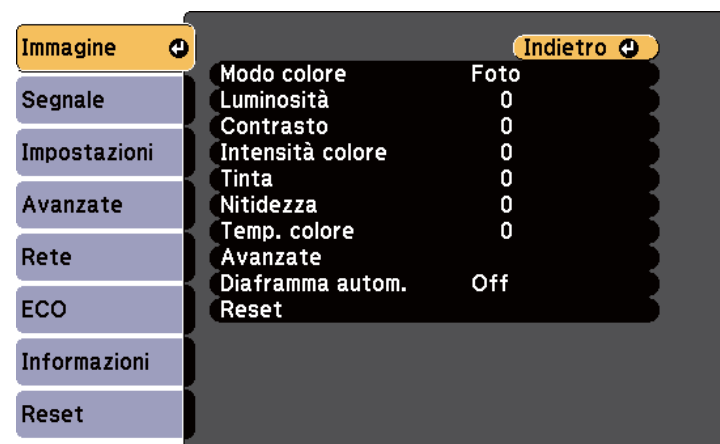 Immagine
Segnale
Impostazioni
Avanzate
Rete
ECO
Informazioni
Reset
Indietro
Modo colore Foto
Luminosità 0
Contrasto 0
Intensità colore 0
Tinta 0
Nitidezza 0
Temp. colore 0
Avanzate
Diaframma autom. Off
Reset